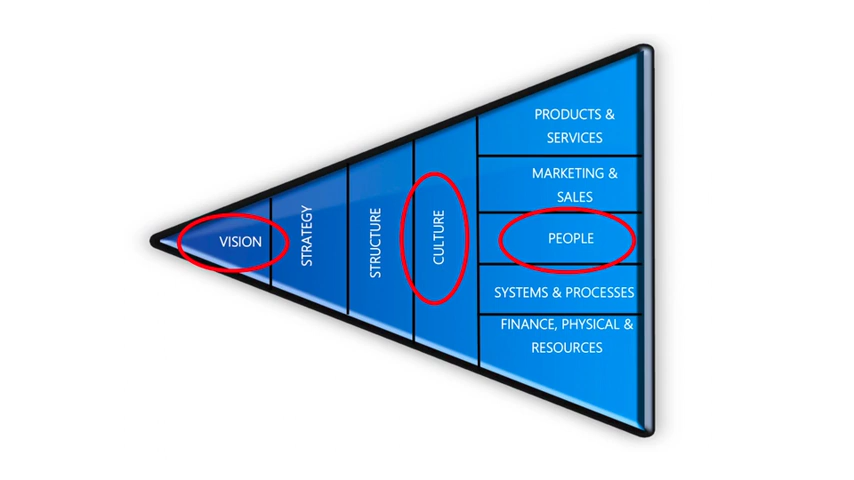 VISION
STRATEGY
STRUCTURE
CULTURE
PRODUCTS &
SERVICES
MARKETING &
SALES
PEOPLE
SYSTEMS & PROCESSES
FINANCE, PHYSICAL &
RESOURCES